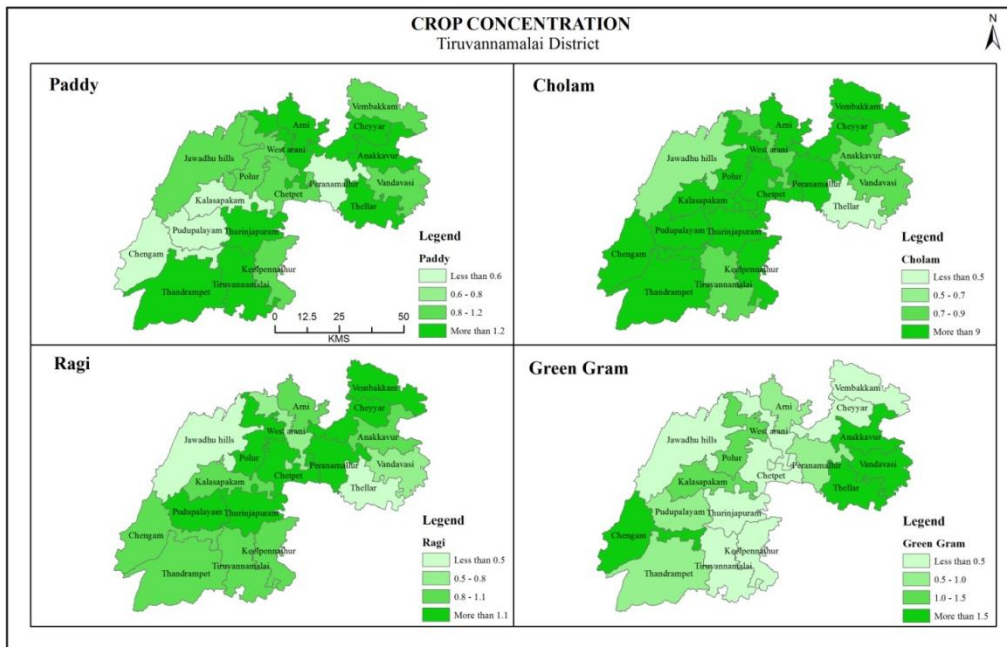 CROP CONCENTRATION
Tiruvannamalai District
N
Paddy
Vembakkam
Arni
Cheyyar
West arani
Anakkavur
Jawadhu hills
Polur
Peranamallur
Vandavasi
Chetpet
Kalasapakam
Thellar
Pudupalayam
Thurinjapuram
Chengam
Keelpennathur
Thandrampet
Tiruvannamalai
Legend
Paddy
Less than 0.6
0.6 - 0.8
0.8 - 1.2
More than 1.2
0 12.5 25 50
KMS
Cholam
Vembakkam
Arni
Cheyyar
West arani
Anakkavur
Jawadhu hills
Polur
Peranamallur
Vandavasi
Chetpet
Kalasapakam
Thellar
Pudupalayam
Thurinjapuram
Chengam
Keelpennathur
Thandrampet
Tiruvannamalai
Legend
Cholam
Less than 0.5
0.5 - 0.7
0.7 - 0.9
More than 9
Ragi
Vembakkam
Arni
Cheyyar
West arani
Anakkavur
Jawadhu hills
Polur
Peranamallur
Vandavasi
Chetpet
Kalasapakam
Thellar
Pudupalayam
Thurinjapuram
Chengam
Keelpennathur
Thandrampet
Tiruvannamalai
Legend
Ragi
Less than 0.5
0.5 - 0.8
0.8 - 1.1
More than 1.1
Green Gram
Vembakkam
Arni
Cheyyar
West arani
Anakkavur
Jawadhu hills
Polur
Peranamallur
Vandavasi
Chetpet
Kalasapakam
Thellar
Pudupalayam
Thurinjapuram
Chengam
Keelpennathur
Thandrampet
Tiruvannamalai
Legend
Green Gram
Less than 0.5
0.5 - 1.0
1.0 - 1.5
More than 1.5